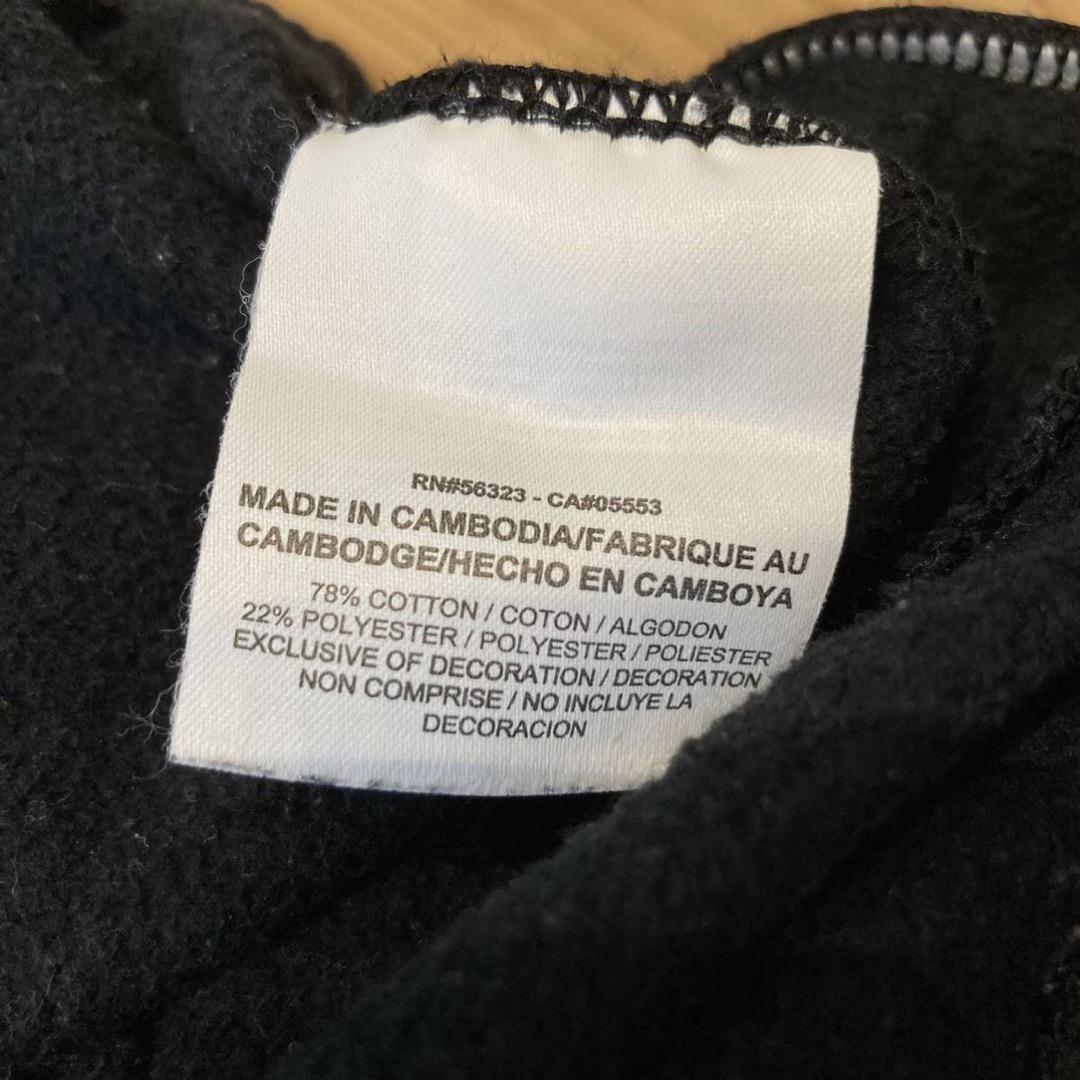 RN#56323 - CA#05553
MADE IN CAMBODIA/FABRIQUE AU
CAMBODGE/HECHO EN CAMBOYA
78% COTTON / COTON / ALGODON
22% POLYESTER / POLYESTER / POLIESTER
EXCLUSIVE OF DECORATION / DECORATION
NON COMPRISE / NO INCLUYE LA
DECORACION